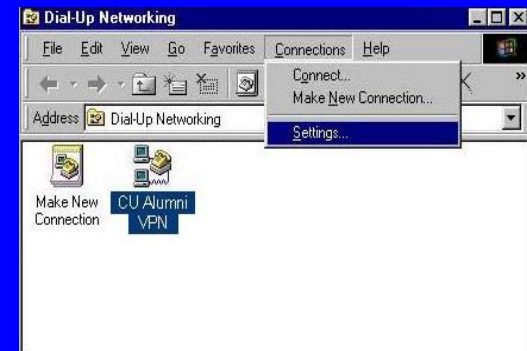 Dial-Up Networking
File Edit View Go Favorites Connections Help
Connect...
Make New Connection...
Settings...
Address Dial-Up Networking
Make New Connection
CU Alumni VPN